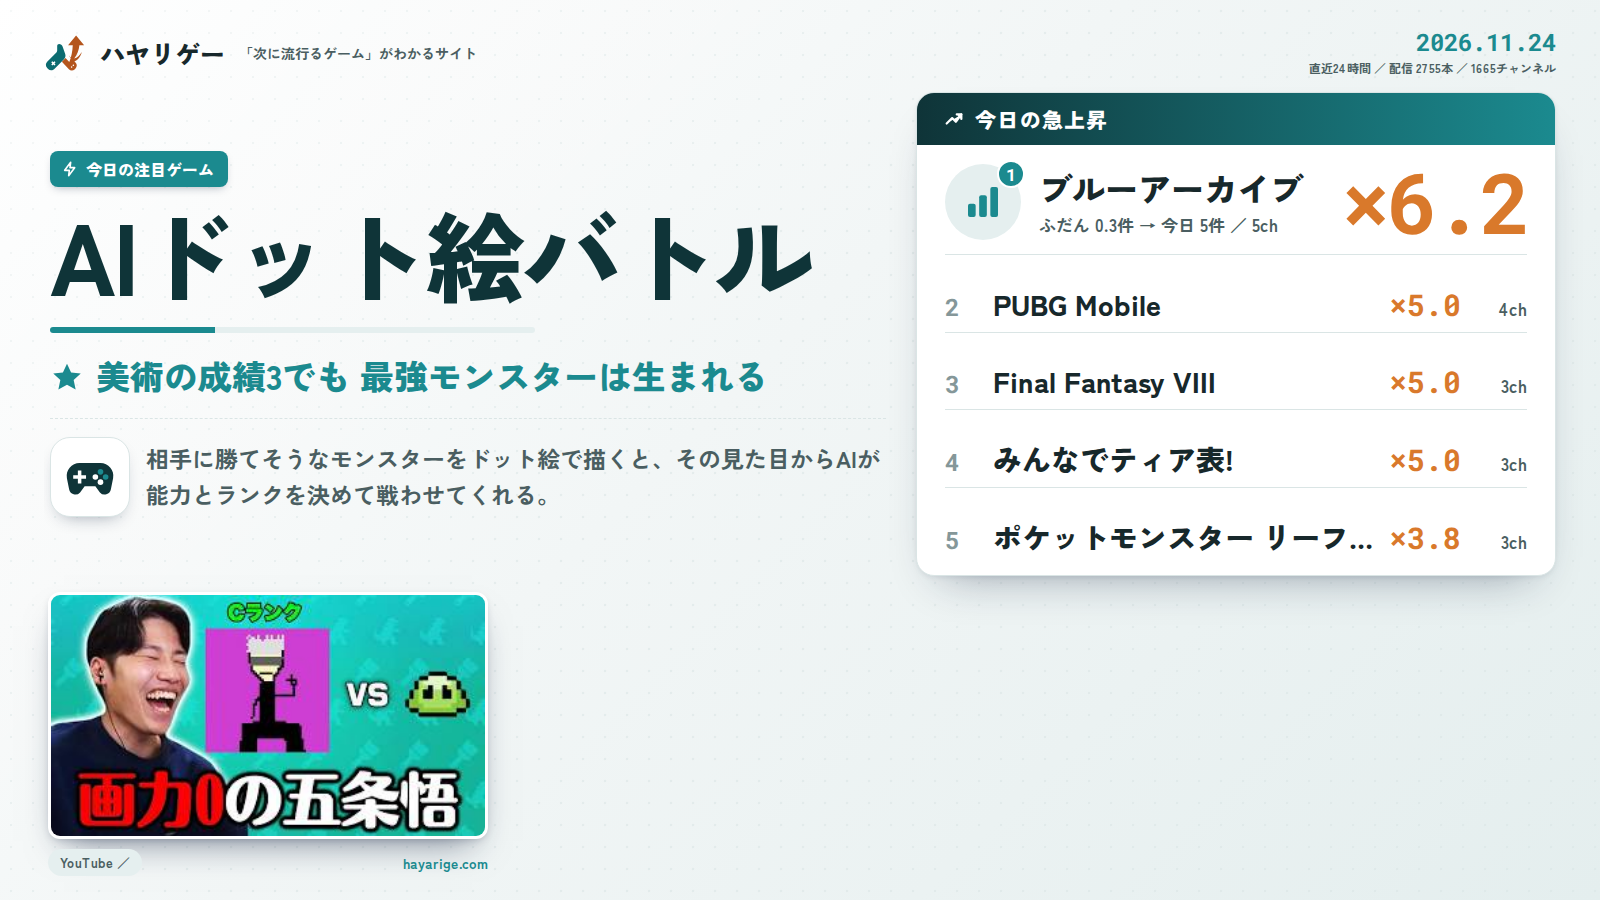 ハヤリゲー
「次に流行るゲーム」がわかるサイト
2026.11.24
直近24時間 ／ 配信 2755本 ／ 1665チャンネル
今日の注目ゲーム
AIドット絵バトル
美術の成績3でも 最強モンスターは生まれる
相手に勝てそうなモンスターをドット絵で描くと、その見た目からAIが
能力とランクを決めて戦わせてくれる。
Cランク
VS
画力0の五条悟
YouTube ／
hayarige.com
今日の急上昇
1
ブルーアーカイブ
ふだん 0.3件 → 今日 5件 ／ 5ch
×6.2
2 PUBG Mobile ×5.0 4ch
3 Final Fantasy VIII ×5.0 3ch
4 みんなでティア表! ×5.0 3ch
5 ポケットモンスター リーフ… ×3.8 3ch